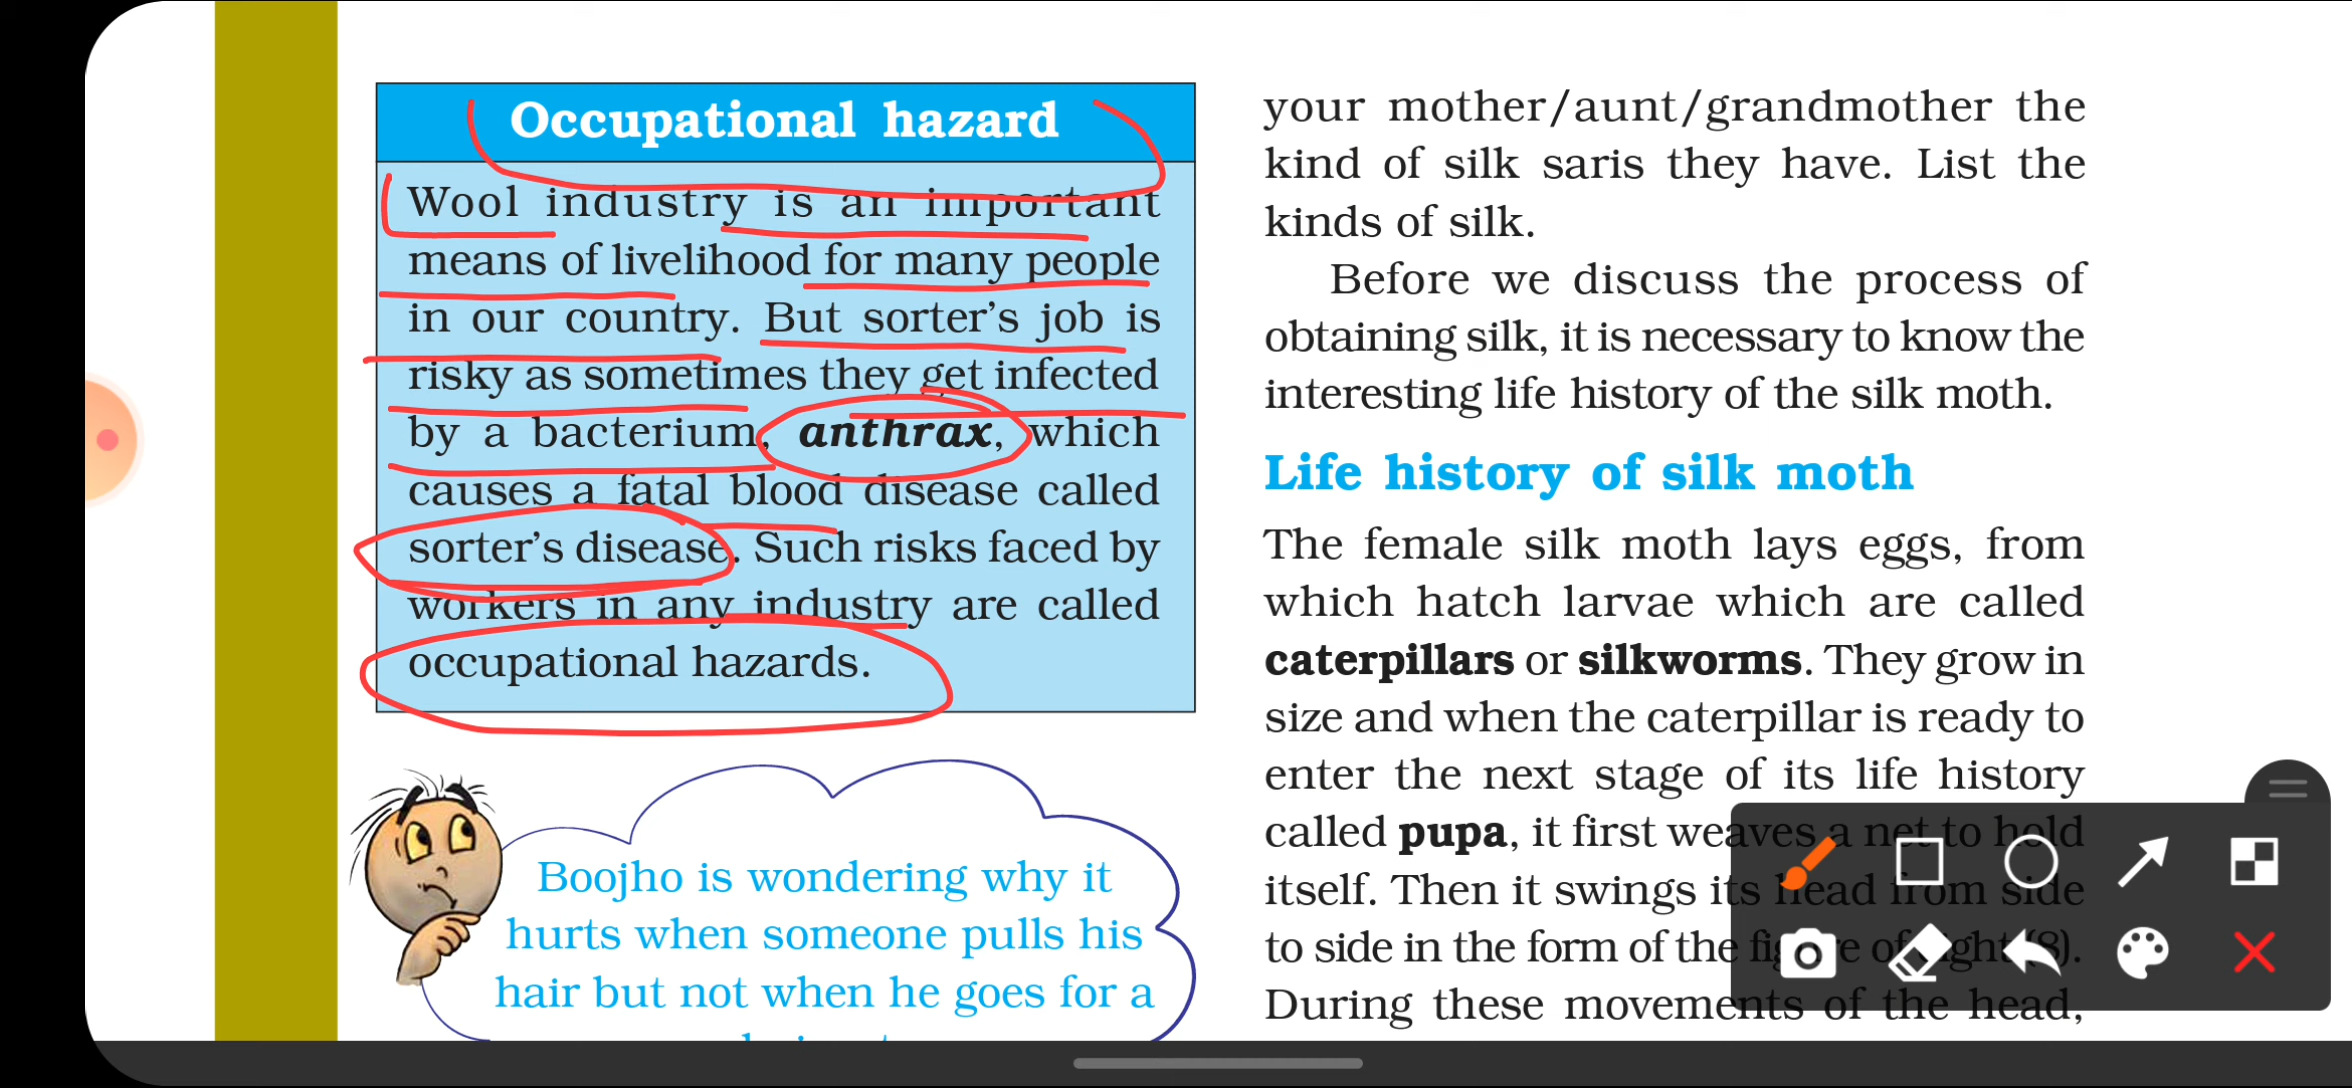 Occupational hazard
Wool industry is an important
means of livelihood for many people
in our country. But sorter's job is
risky as sometimes they get infected
by a bacterium, anthrax, which
causes a fatal blood disease called
sorter's disease. Such risks faced by
workers in any industry are called
occupational hazards.
Boojho is wondering why it
hurts when someone pulls his
hair but not when he goes for a
your mother/aunt/grandmother the
kind of silk saris they have. List the
kinds of silk.
Before we discuss the process of
obtaining silk, it is necessary to know the
interesting life history of the silk moth.
Life history of silk moth
The female silk moth lays eggs, from
which hatch larvae which are called
caterpillars or silkworms. They grow in
size and when the caterpillar is ready to
enter the next stage of its life history
called pupa, it first weaves a net to hold
itself. Then it swings its head from side
to side in the form of the figure of eight (8).
During these movements of the head,